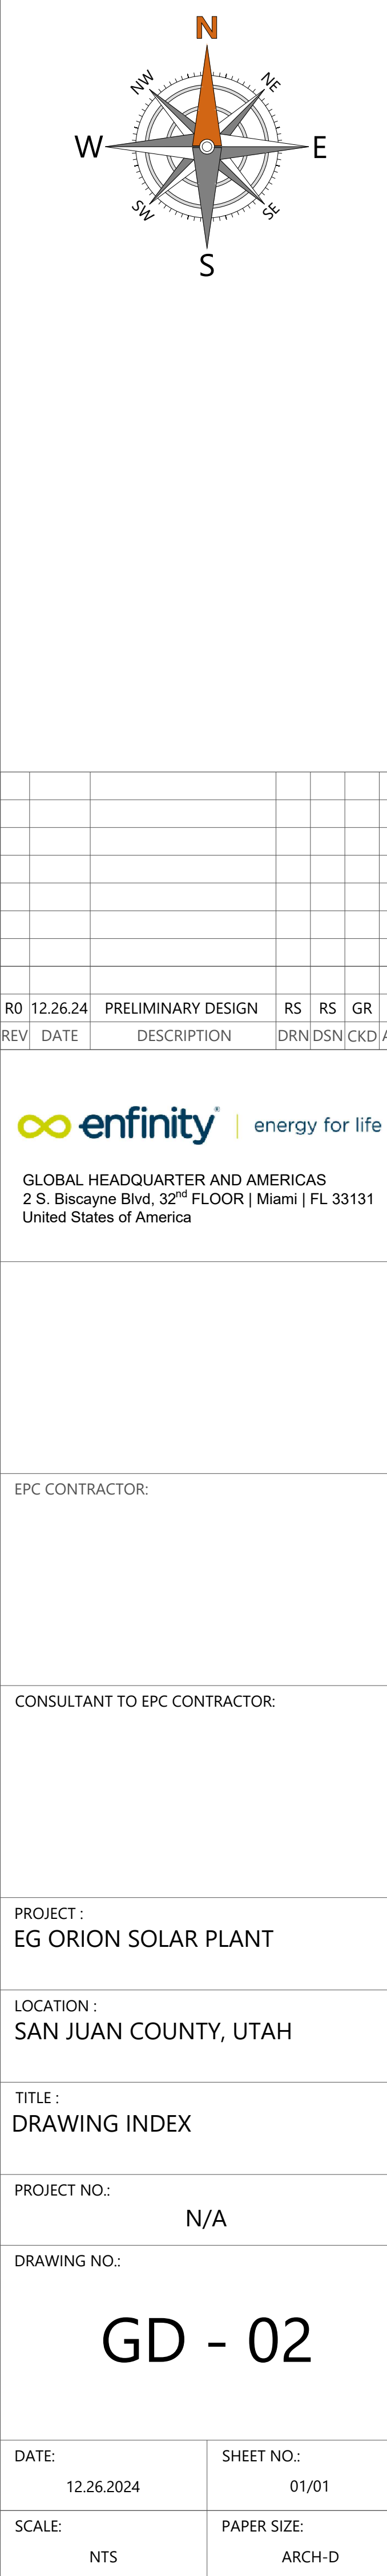 N
NW NE
W E
SW SE
S
R0 12.26.24 PRELIMINARY DESIGN RS RS GR
REV DATE DESCRIPTION DRN DSN CKD A
enfinity® | energy for life
GLOBAL HEADQUARTER AND AMERICAS
2 S. Biscayne Blvd, 32nd FLOOR | Miami | FL 33131
United States of America
EPC CONTRACTOR:
CONSULTANT TO EPC CONTRACTOR:
PROJECT :
EG ORION SOLAR PLANT
LOCATION :
SAN JUAN COUNTY, UTAH
TITLE :
DRAWING INDEX
PROJECT NO.:
N/A
DRAWING NO.:
GD - 02
DATE: SHEET NO.:
12.26.2024 01/01
SCALE: PAPER SIZE:
NTS ARCH-D